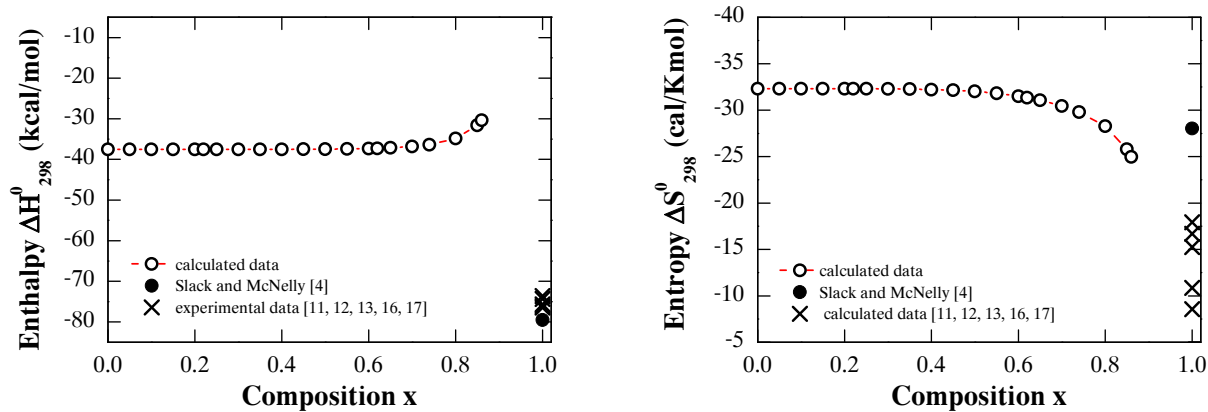 -10
-20
-30
-40
-50
-60
-70
-80
Enthalpy ΔH⁰₂₉₈ (kcal/mol)
calculated data
Slack and McNelly [4]
experimental data [11, 12, 13, 16, 17]
0.0 0.2 0.4 0.6 0.8 1.0
Composition x
-40
-35
-30
-25
-20
-15
-10
-5
Entropy ΔS⁰₂₉₈ (cal/Kmol)
calculated data
Slack and McNelly [4]
calculated data [11, 12, 13, 16, 17]
0.0 0.2 0.4 0.6 0.8 1.0
Composition x